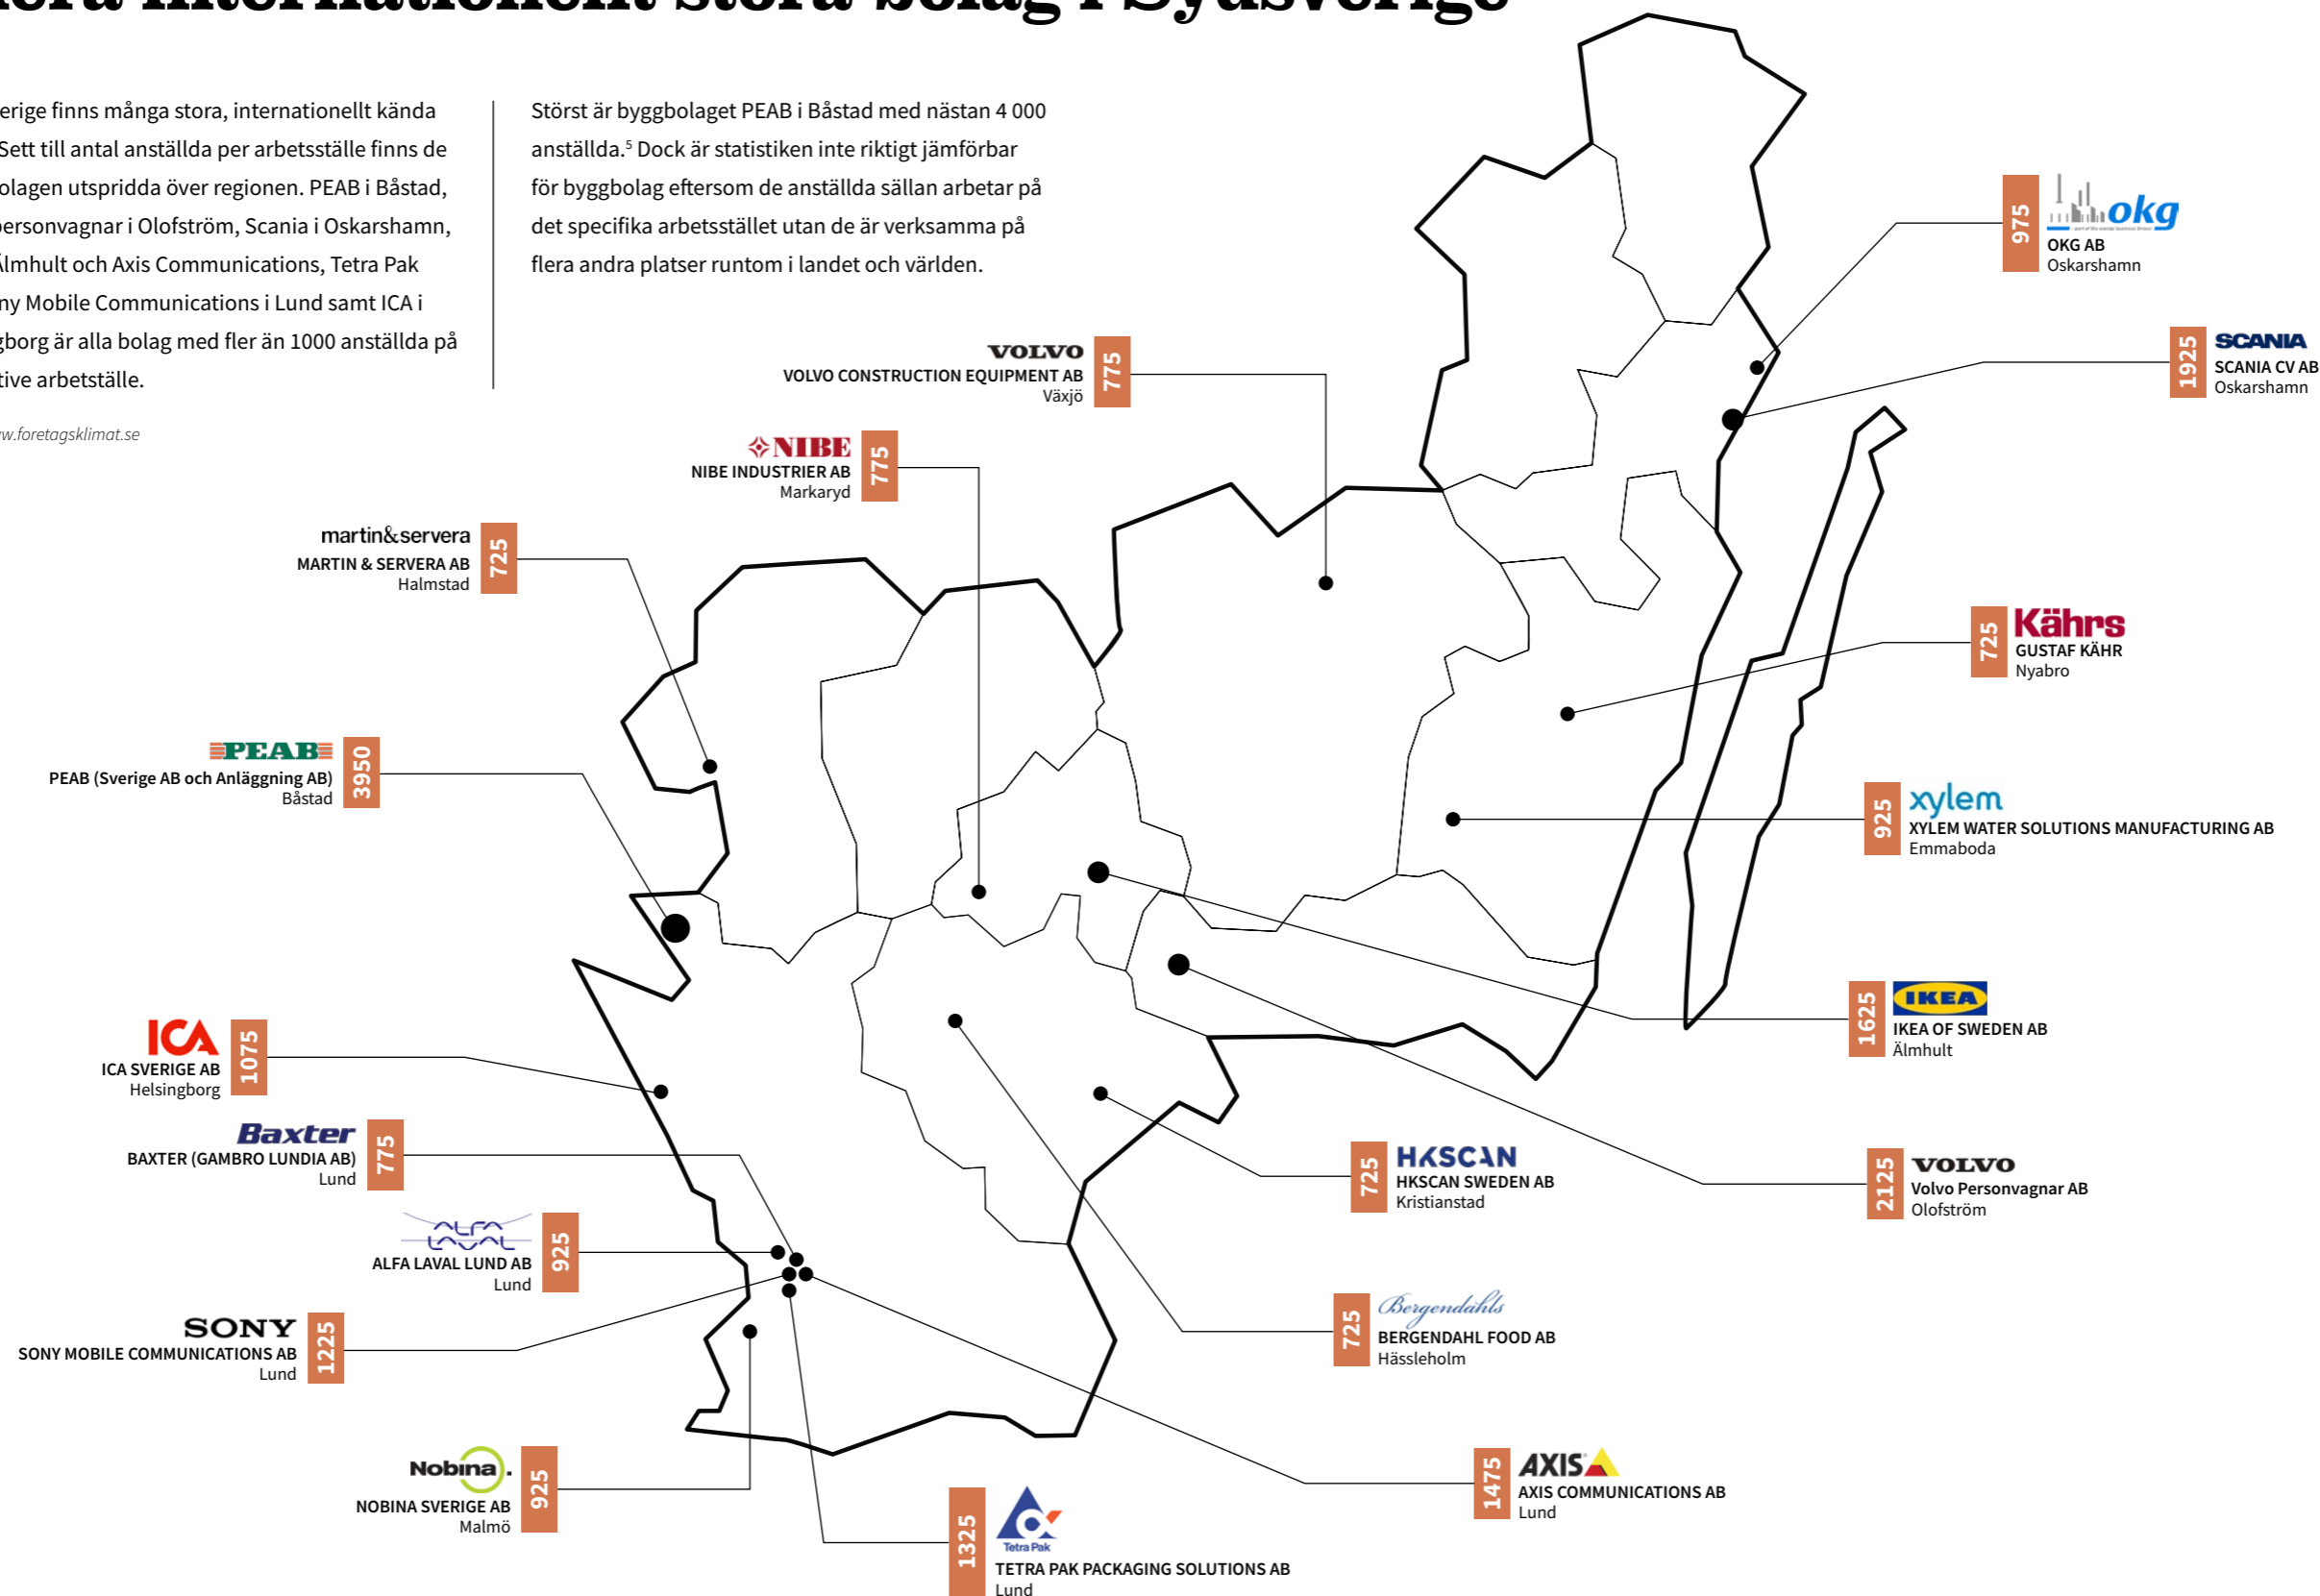 internationellt stora bolag i Sydsverige
finns många stora, internationellt kända
Sett till antal anställda per arbetsställe finns de
utspridda över regionen. PEAB i Båstad,
i Olofström, Scania i Oskarshamn,
Älmhult och Axis Communications, Tetra Pak
Mobile Communications i Lund samt ICA i
är alla bolag med fler än 1000 anställda på
arbetställe.
Störst är byggbolaget PEAB i Båstad med nästan 4 000
anställda.⁵ Dock är statistiken inte riktigt jämförbar
för byggbolag eftersom de anställda sällan arbetar på
det specifika arbetsstället utan de är verksamma på
flera andra platser runtom i landet och världen.
975
okg
OKG AB
Oskarshamn
1925
SCANIA
SCANIA CV AB
Oskarshamn
VOLVO
VOLVO CONSTRUCTION EQUIPMENT AB
Växjö
775
NIBE
NIBE INDUSTRIER AB
Markaryd
775
martin&servera
MARTIN & SERVERA AB
Halmstad
725
725
Kährs
GUSTAF KÄHR
Nyabro
PEAB
PEAB (Sverige AB och Anläggning AB)
Båstad
3950
925
xylem
XYLEM WATER SOLUTIONS MANUFACTURING AB
Emmaboda
1625
IKEA
IKEA OF SWEDEN AB
Älmhult
ICA
ICA SVERIGE AB
Helsingborg
1075
Baxter
BAXTER (GAMBRO LUNDIA AB)
Lund
775
725
HKSCAN
HKSCAN SWEDEN AB
Kristianstad
2125
VOLVO
Volvo Personvagnar AB
Olofström
ALFA
LAVAL
ALFA LAVAL LUND AB
Lund
925
725
Bergendahls
BERGENDAHL FOOD AB
Hässleholm
SONY
SONY MOBILE COMMUNICATIONS AB
Lund
1225
Nobina.
NOBINA SVERIGE AB
Malmö
925
1475
AXIS
AXIS COMMUNICATIONS AB
Lund
1325
Tetra Pak
TETRA PAK PACKAGING SOLUTIONS AB
Lund